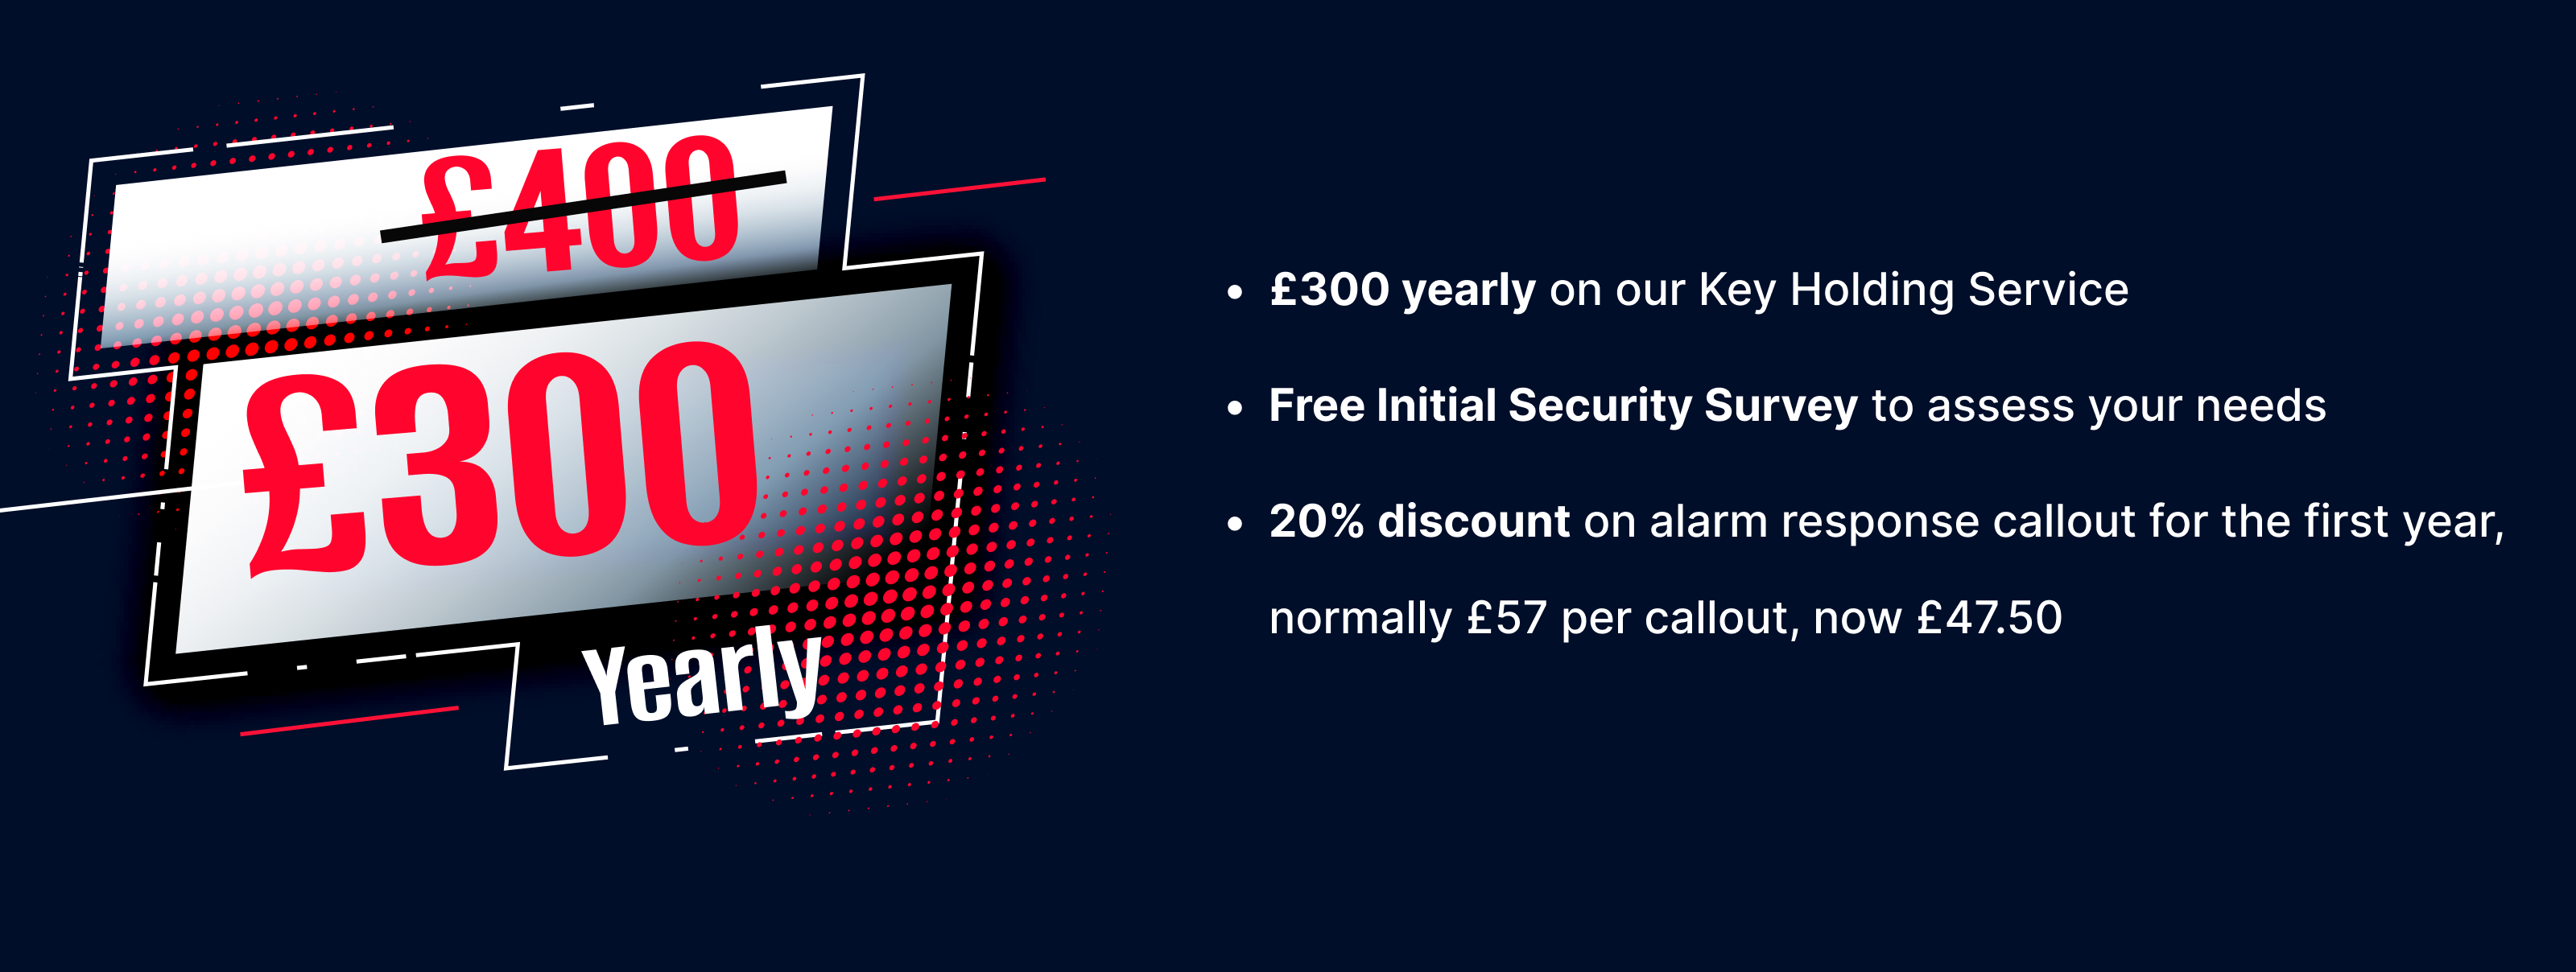 £400
£300
Yearly
• £300 yearly on our Key Holding Service
• Free Initial Security Survey to assess your needs
• 20% discount on alarm response callout for the first year,
normally £57 per callout, now £47.50